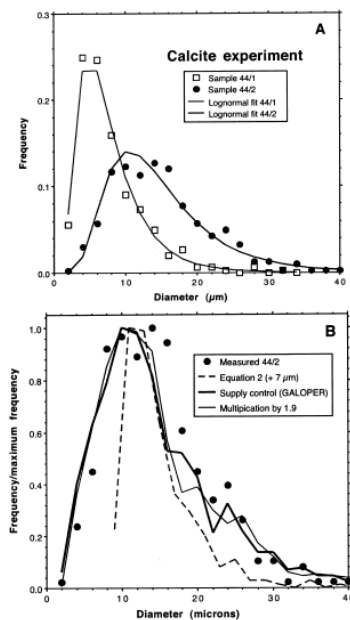 A
Calcite experiment
Sample 44/1
Sample 44/2
Lognormal fit 44/1
Lognormal fit 44/2
0.3
0.2
0.1
0.0
Frequency
0 10 20 30 40
Diameter (µm)
B
Measured 44/2
Equation 2 (+ 7 µm)
Supply control (GALOPER)
Multipication by 1.9
1.0
0.8
0.6
0.4
0.2
0.0
Frequency/maximum frequency
0 10 20 30 40
Diameter (microns)